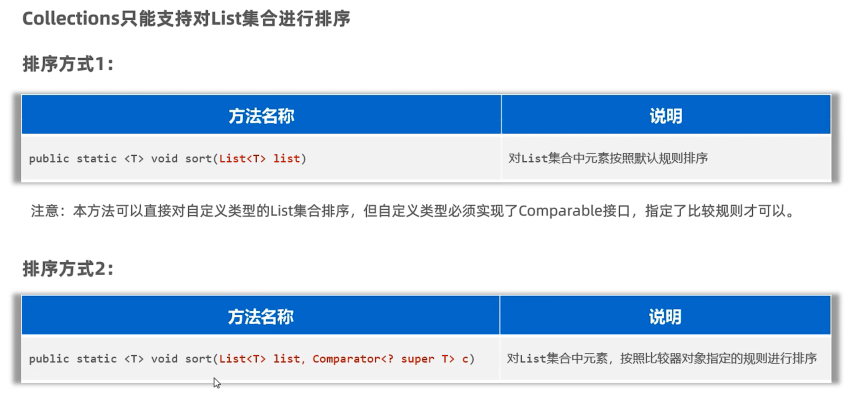 Collections只能支持对List集合进行排序
排序方式1：
方法名称 说明
public static <T> void sort(List<T> list) 对List集合中元素按照默认规则排序
注意：本方法可以直接对自定义类型的List集合排序，但自定义类型必须实现了Comparable接口，指定了比较规则才可以。
排序方式2：
方法名称 说明
public static <T> void sort(List<T> list, Comparator<? super T> c) 对List集合中元素，按照比较器对象指定的规则进行排序